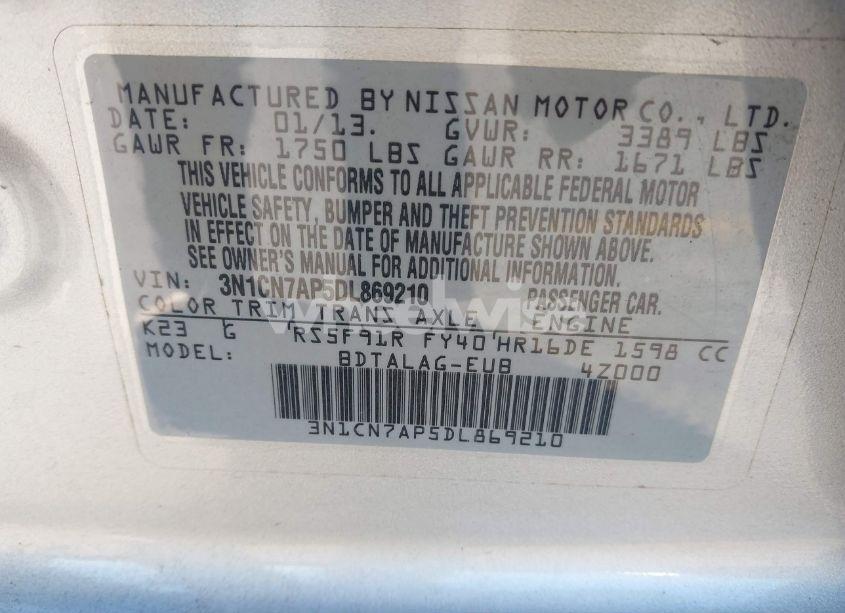 MANUFACTURED BY NISSAN MOTOR CO., LTD.
DATE: 01/13. GVWR: 3389 LBS
GAWR FR: 1750 LBS GAWR RR: 1671 LBS
THIS VEHICLE CONFORMS TO ALL APPLICABLE FEDERAL MOTOR
VEHICLE SAFETY, BUMPER AND THEFT PREVENTION STANDARDS
IN EFFECT ON THE DATE OF MANUFACTURE SHOWN ABOVE.
SEE OWNER'S MANUAL FOR ADDITIONAL INFORMATION.
VIN: 3N1CN7AP5DL869210 PASSENGER CAR.
COLOR TRIM TRANS AXLE ENGINE
K23 G RS5F91R FY40 HR16DE 1598 CC
MODEL: BDTALAG-EUB 4Z000
3N1CN7AP5DL869210